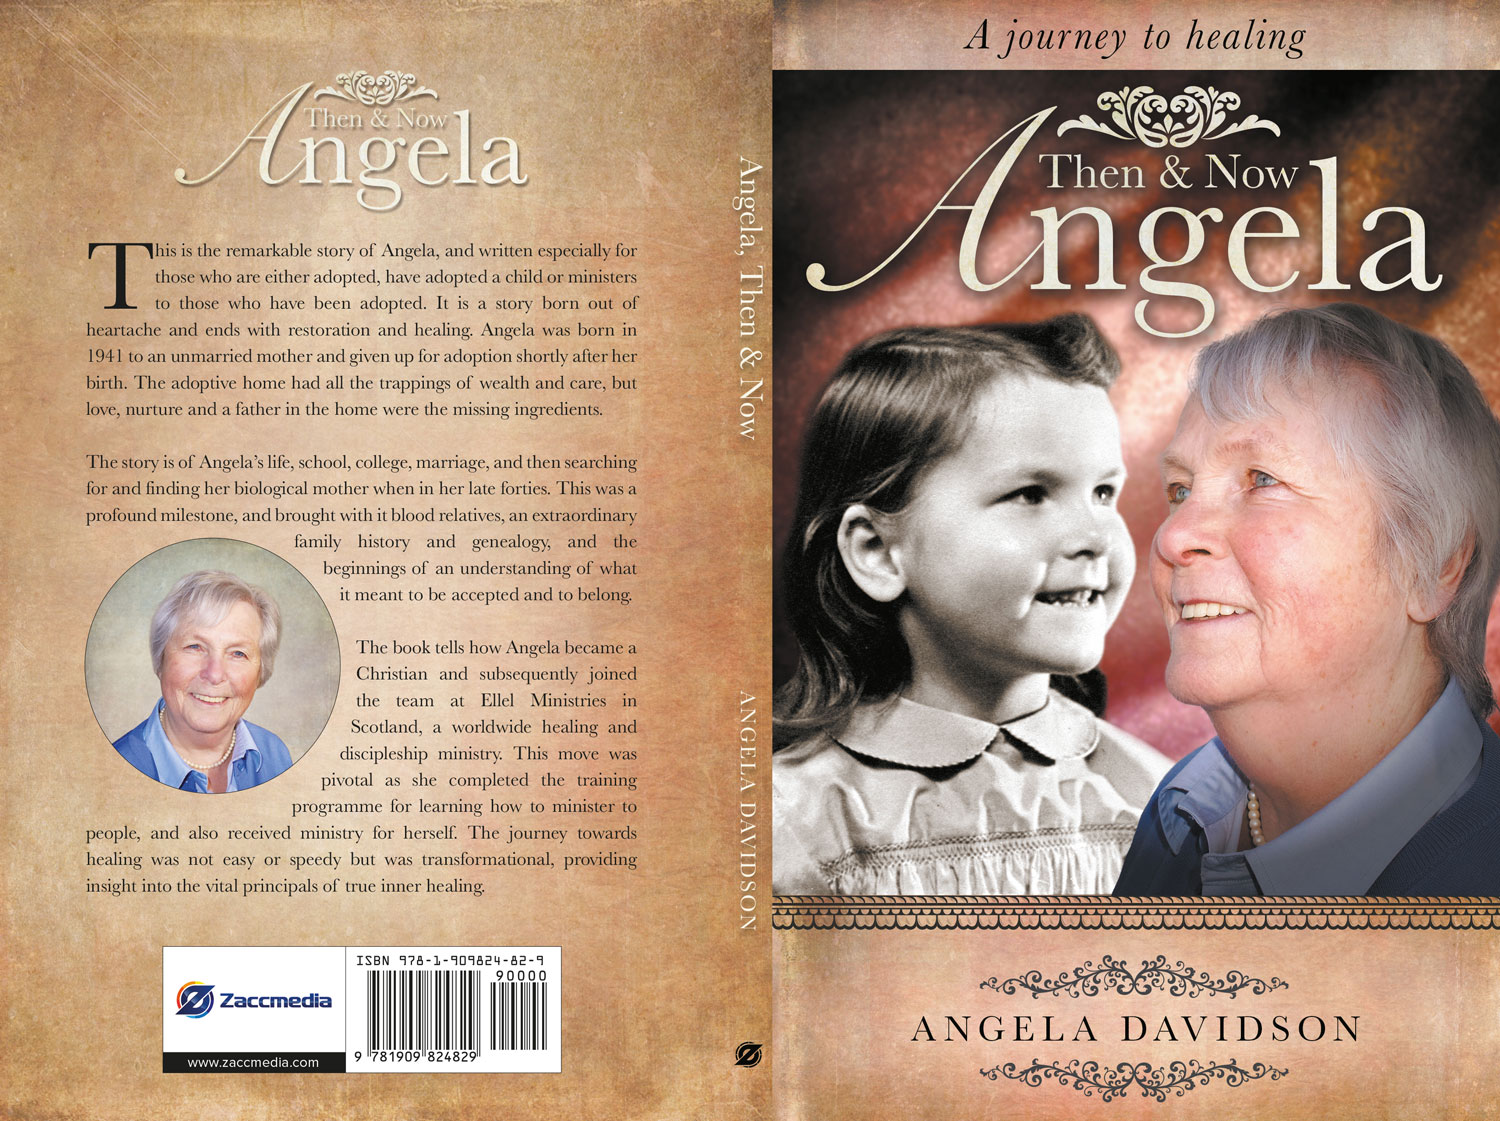 Then & Now
Angela
This is the remarkable story of Angela, and written especially for
those who are either adopted, have adopted a child or ministers
to those who have been adopted. It is a story born out of
heartache and ends with restoration and healing. Angela was born in
1941 to an unmarried mother and given up for adoption shortly after her
birth. The adoptive home had all the trappings of wealth and care, but
love, nurture and a father in the home were the missing ingredients.
The story is of Angela’s life, school, college, marriage, and then searching
for and finding her biological mother when in her late forties. This was a
profound milestone, and brought with it blood relatives, an extraordinary
family history and genealogy, and the
beginnings of an understanding of what
it meant to be accepted and to belong.
The book tells how Angela became a
Christian and subsequently joined
the team at Ellel Ministries in
Scotland, a worldwide healing and
discipleship ministry. This move was
pivotal as she completed the training
programme for learning how to minister to
people, and also received ministry for herself. The journey towards
healing was not easy or speedy but was transformational, providing
insight into the vital principals of true inner healing.
Zaccmedia
www.zaccmedia.com
ISBN 978-1-909824-82-9
90000
9 781909 824829
Angela, Then & Now
ANGELA DAVIDSON
A journey to healing
Then & Now
Angela
ANGELA DAVIDSON